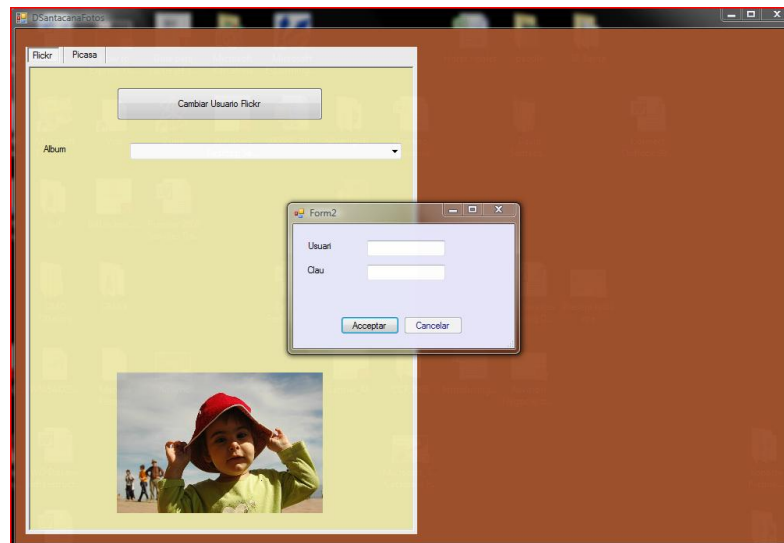 DSantacanaFotos
Flickr Picasa
Cambiar Usuario Flickr
Album
Form2
Usuari
Clau
Acceptar Cancelar